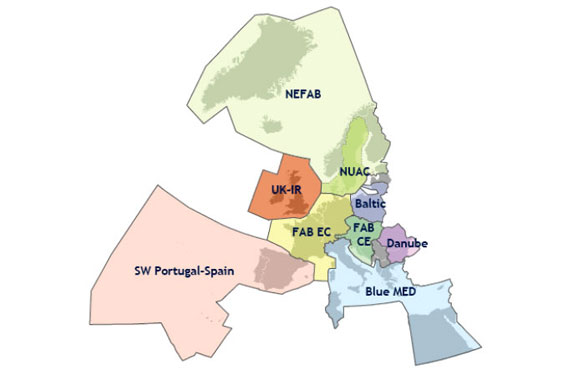 NEFAB
NUAC
UK-IR
Baltic
FAB EC
FAB
CE
Danube
SW Portugal-Spain
Blue MED